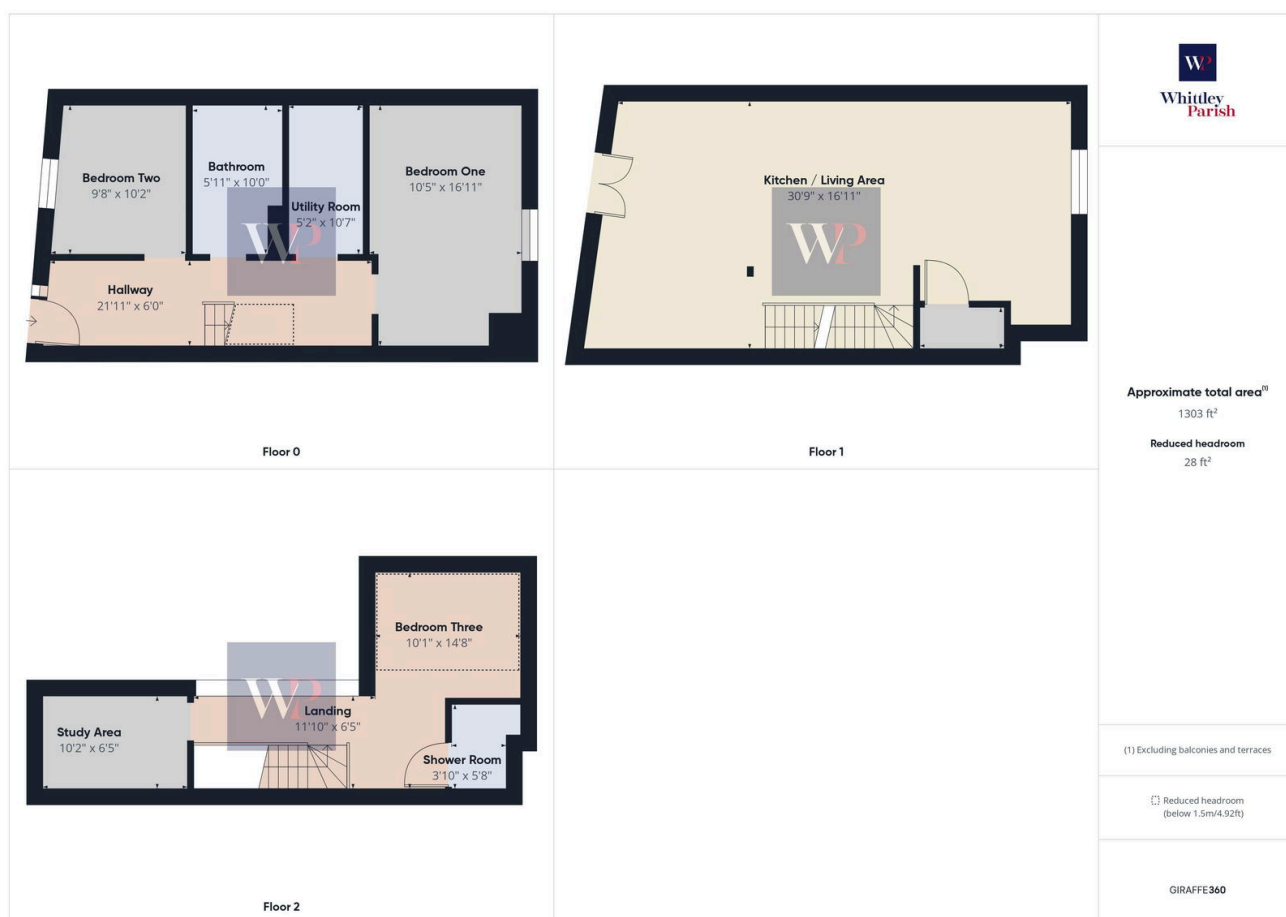 Bedroom Two
9'8" x 10'2"
Bathroom
5'11" x 10'0"
Utility Room
5'2" x 10'7"
Bedroom One
10'5" x 16'11"
Hallway
21'11" x 6'0"
WP
Floor 0
Kitchen / Living Area
30'9" x 16'11"
WP
Floor 1
Bedroom Three
10'1" x 14'8"
Study Area
10'2" x 6'5"
WP
Landing
11'10" x 6'5"
Shower Room
3'10" x 5'8"
Floor 2
WP
Whittley
Parish
Approximate total area(1)
1303 ft²
Reduced headroom
28 ft²
(1) Excluding balconies and terraces
Reduced headroom
(below 1.5m/4.92ft)
GIRAFFE360